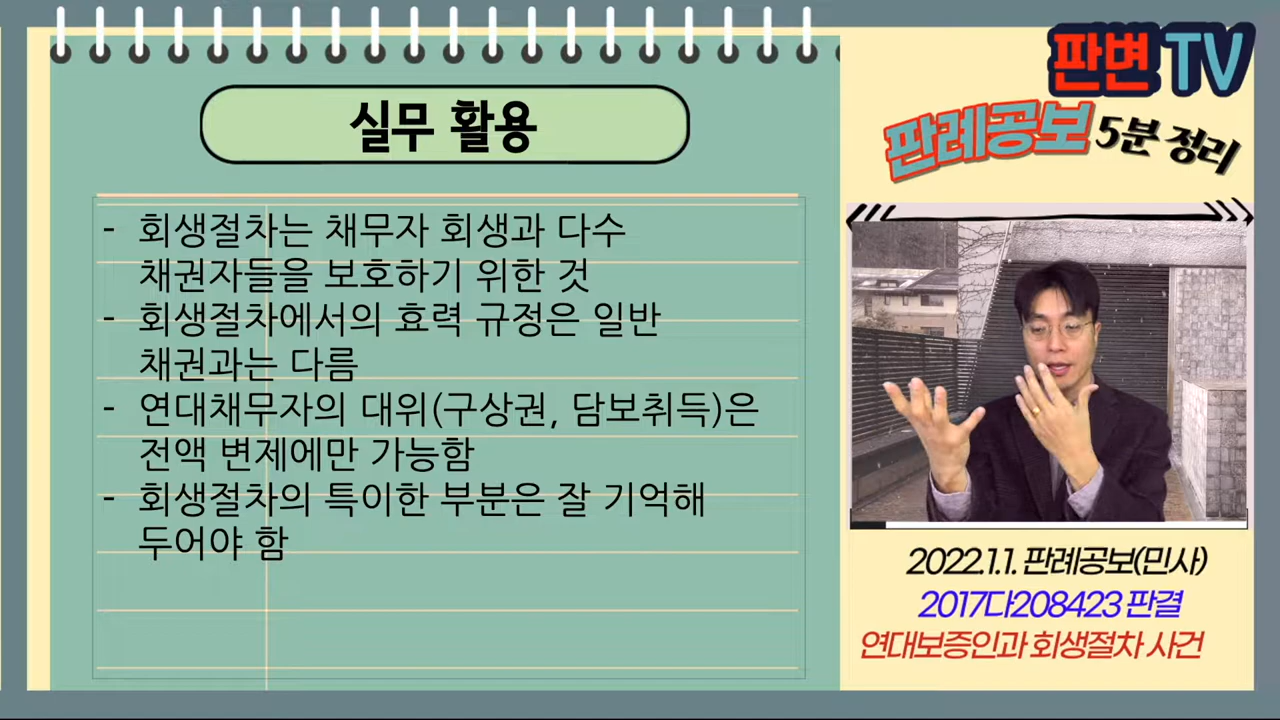 실무 활용
- 회생절차는 채무자 회생과 다수
채권자들을 보호하기 위한 것
- 회생절차에서의 효력 규정은 일반
채권과는 다름
- 연대채무자의 대위(구상권, 담보취득)은
전액 변제에만 가능함
- 회생절차의 특이한 부분은 잘 기억해
두어야 함
판변 TV
판례공보 5분 정리
2022.1.1. 판례공보(민사)
2017다208423 판결
연대보증인과 회생절차 사건